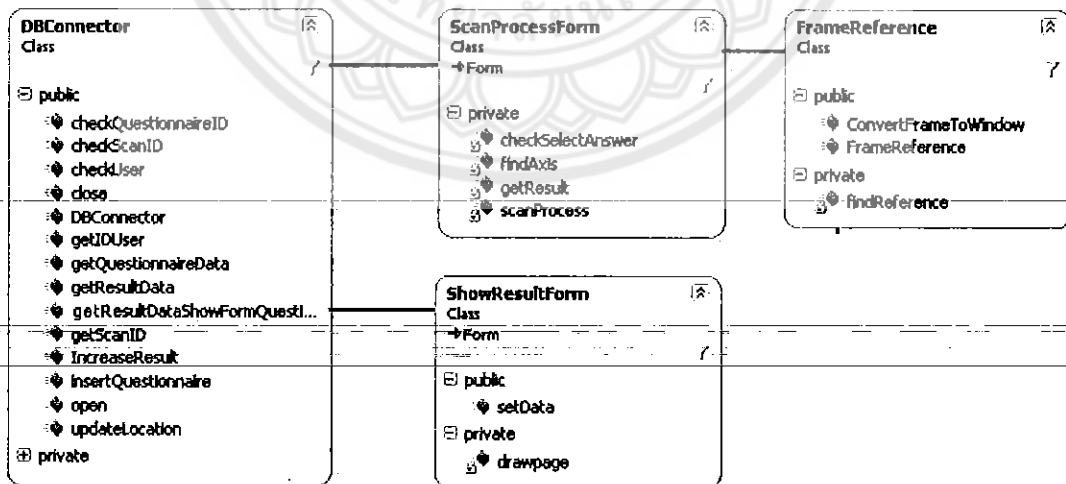 DBConnector
Class
public
checkQuestionnaireID
checkScanID
checkUser
close
DBConnector
getIDUser
getQuestionnaireData
getResultData
getResultDataShowFormQuesti...
getScanID
IncreaseResult
insertQuestionnaire
open
updateLocation
private
ScanProcessForm
Class
Form
private
checkSelectAnswer
findAxis
getResult
scanProcess
FrameReference
Class
public
ConvertFrameToWindow
FrameReference
private
findReference
ShowResultForm
Class
Form
public
setData
private
drawpage